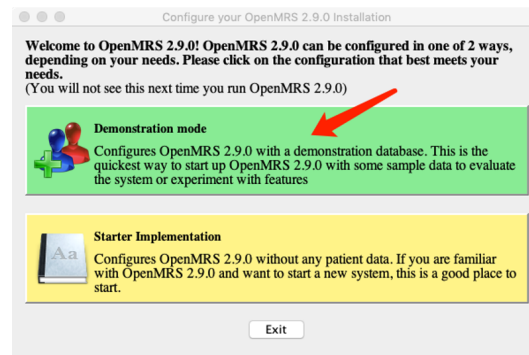 Configure your OpenMRS 2.9.0 Installation
Welcome to OpenMRS 2.9.0! OpenMRS 2.9.0 can be configured in one of 2 ways,
depending on your needs. Please click on the configuration that best meets your
needs.
(You will not see this next time you run OpenMRS 2.9.0)
Demonstration mode
Configures OpenMRS 2.9.0 with a demonstration database. This is the
quickest way to start up OpenMRS 2.9.0 with some sample data to evaluate
the system or experiment with features
Aa
Starter Implementation
Configures OpenMRS 2.9.0 without any patient data. If you are familiar
with OpenMRS 2.9.0 and want to start a new system, this is a good place to
start.
Exit